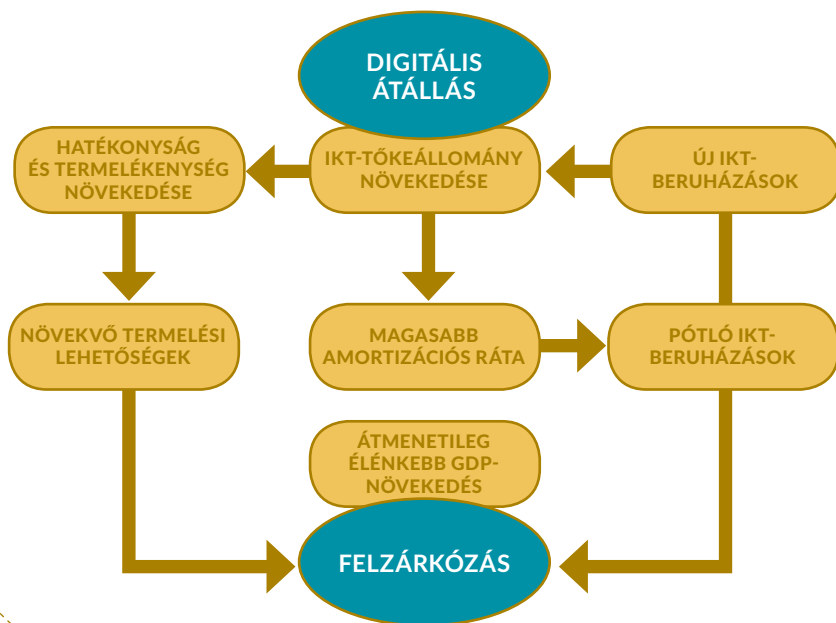 DIGITÁLIS
ÁTÁLLÁS
HATÉKONYSÁG
ÉS TERMELÉKENYSÉG
NÖVEKEDÉSE
IKT-TŐKEÁLLOMÁNY
NÖVEKEDÉSE
ÚJ IKT-
BERUHÁZÁSOK
NÖVEKVŐ TERMELÉSI
LEHETŐSÉGEK
MAGASABB
AMORTIZÁCIÓS RÁTA
PÓTLÓ IKT-
BERUHÁZÁSOK
ÁTMENETILEG
ÉLÉNKEBB GDP-
NÖVEKEDÉS
FELZÁRKÓZÁS